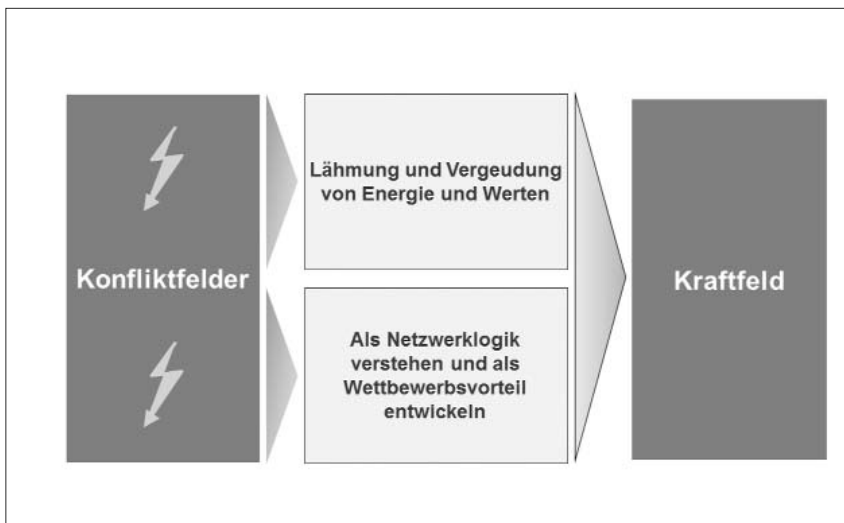 Konfliktfelder
Lähmung und Vergeudung
von Energie und Werten
Als Netzwerklogik
verstehen und als
Wettbewerbsvorteil
entwickeln
Kraftfeld